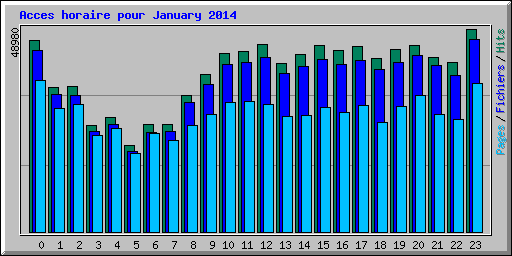 Acces horaire pour January 2014
48980
Pages / Fichiers / Hits
0 1 2 3 4 5 6 7 8 9 10 11 12 13 14 15 16 17 18 19 20 21 22 23